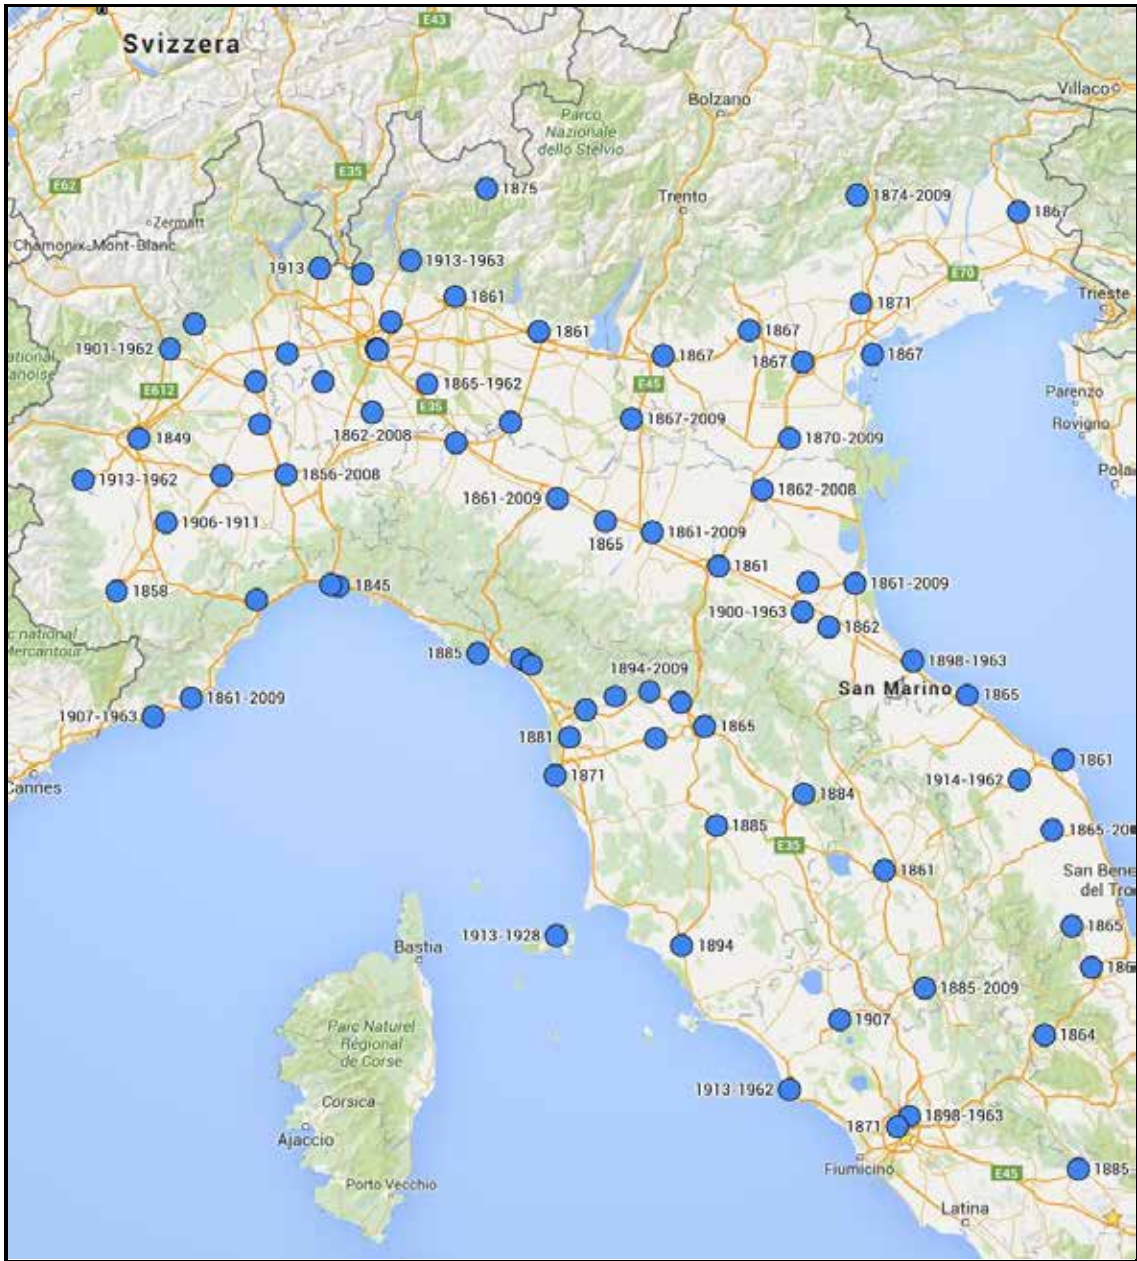 E43
Svizzera
Villaco
Bolzano
Parco
Nazionale
dello Stelvio
E35
E62
1875
Trento
1874-2009
1867
Zermatt
Chamonix-Mont-Blanc
1913
1913-1963
E70
1861
1871
Trieste
1861
1867
1901-1962
1867
1867
1867
E612
E45
1865-1962
E35
Parenzo
1867-2009
Rovigno
1849
1862-2008
1870-2009
Pola
1913-1962
1856-2008
1862-2008
1861-2009
1906-1911
1865
1861-2009
1861
1858
1845
1861-2009
1900-1963
1862
1885
1898-1963
1894-2009
San Marino
1865
1861-2009
1907-1963
1865
1881
1861
1871
1914-1962
Cannes
1884
1885
1865-20
E35
1861
San Bene
del Tro
1865
1913-1928
1894
Bastia
186
1885-2009
1907
Parc Naturel
Régional
de Corse
1864
1913-1962
Corsica
1898-1963
1871
Ajaccio
Fiumicino
E45
1885-
Porto Vecchio
Latina